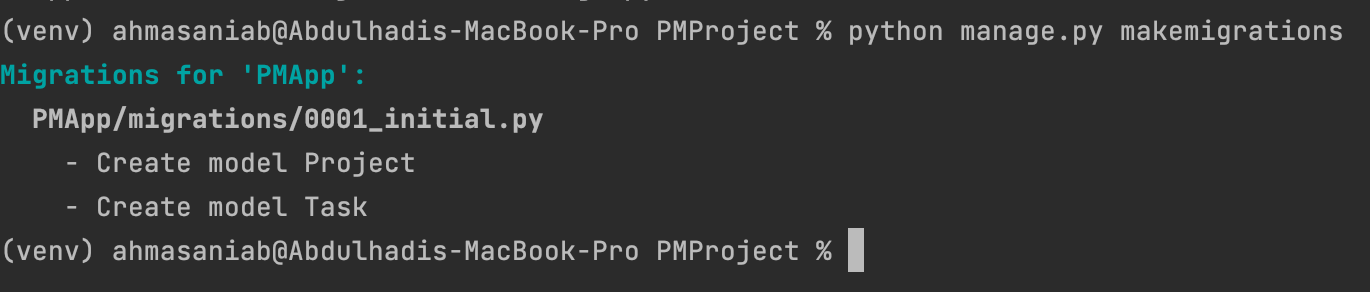 (venv) ahmasaniab@Abdulhadis-MacBook-Pro PMProject % python manage.py makemigrations
Migrations for 'PMApp':
  PMApp/migrations/0001_initial.py
    - Create model Project
    - Create model Task
(venv) ahmasaniab@Abdulhadis-MacBook-Pro PMProject %